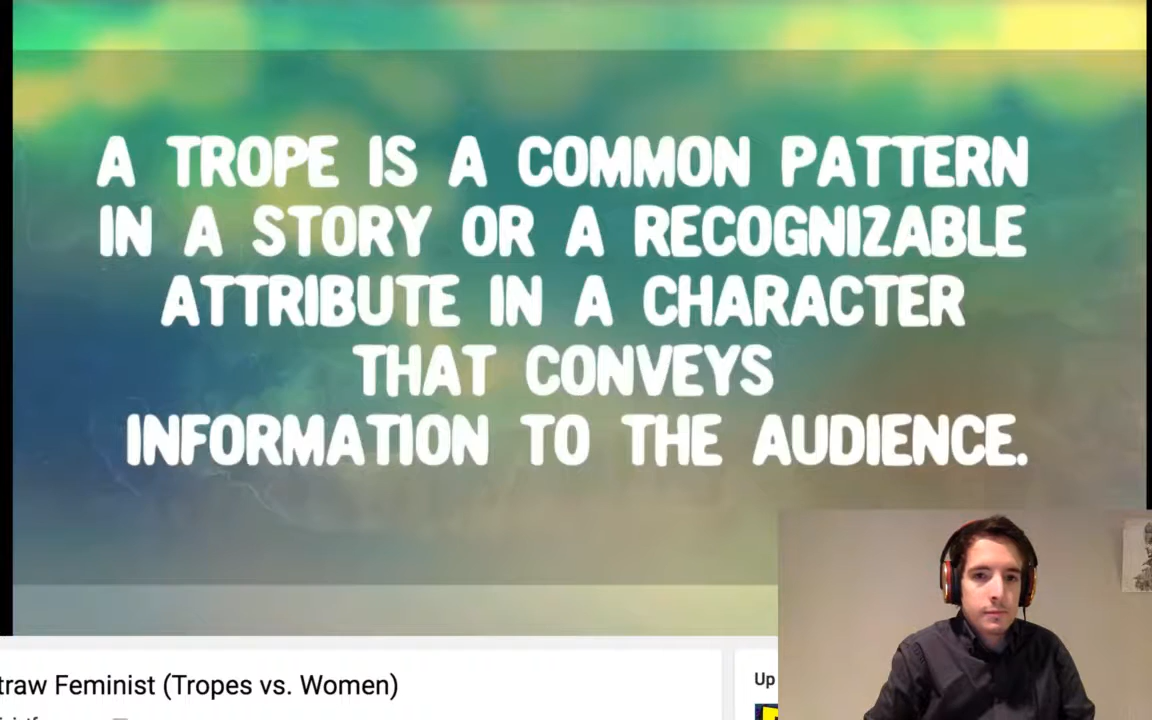 A TROPE IS A COMMON PATTERN
IN A STORY OR A RECOGNIZABLE
ATTRIBUTE IN A CHARACTER
THAT CONVEYS
INFORMATION TO THE AUDIENCE.
traw Feminist (Tropes vs. Women)
Up